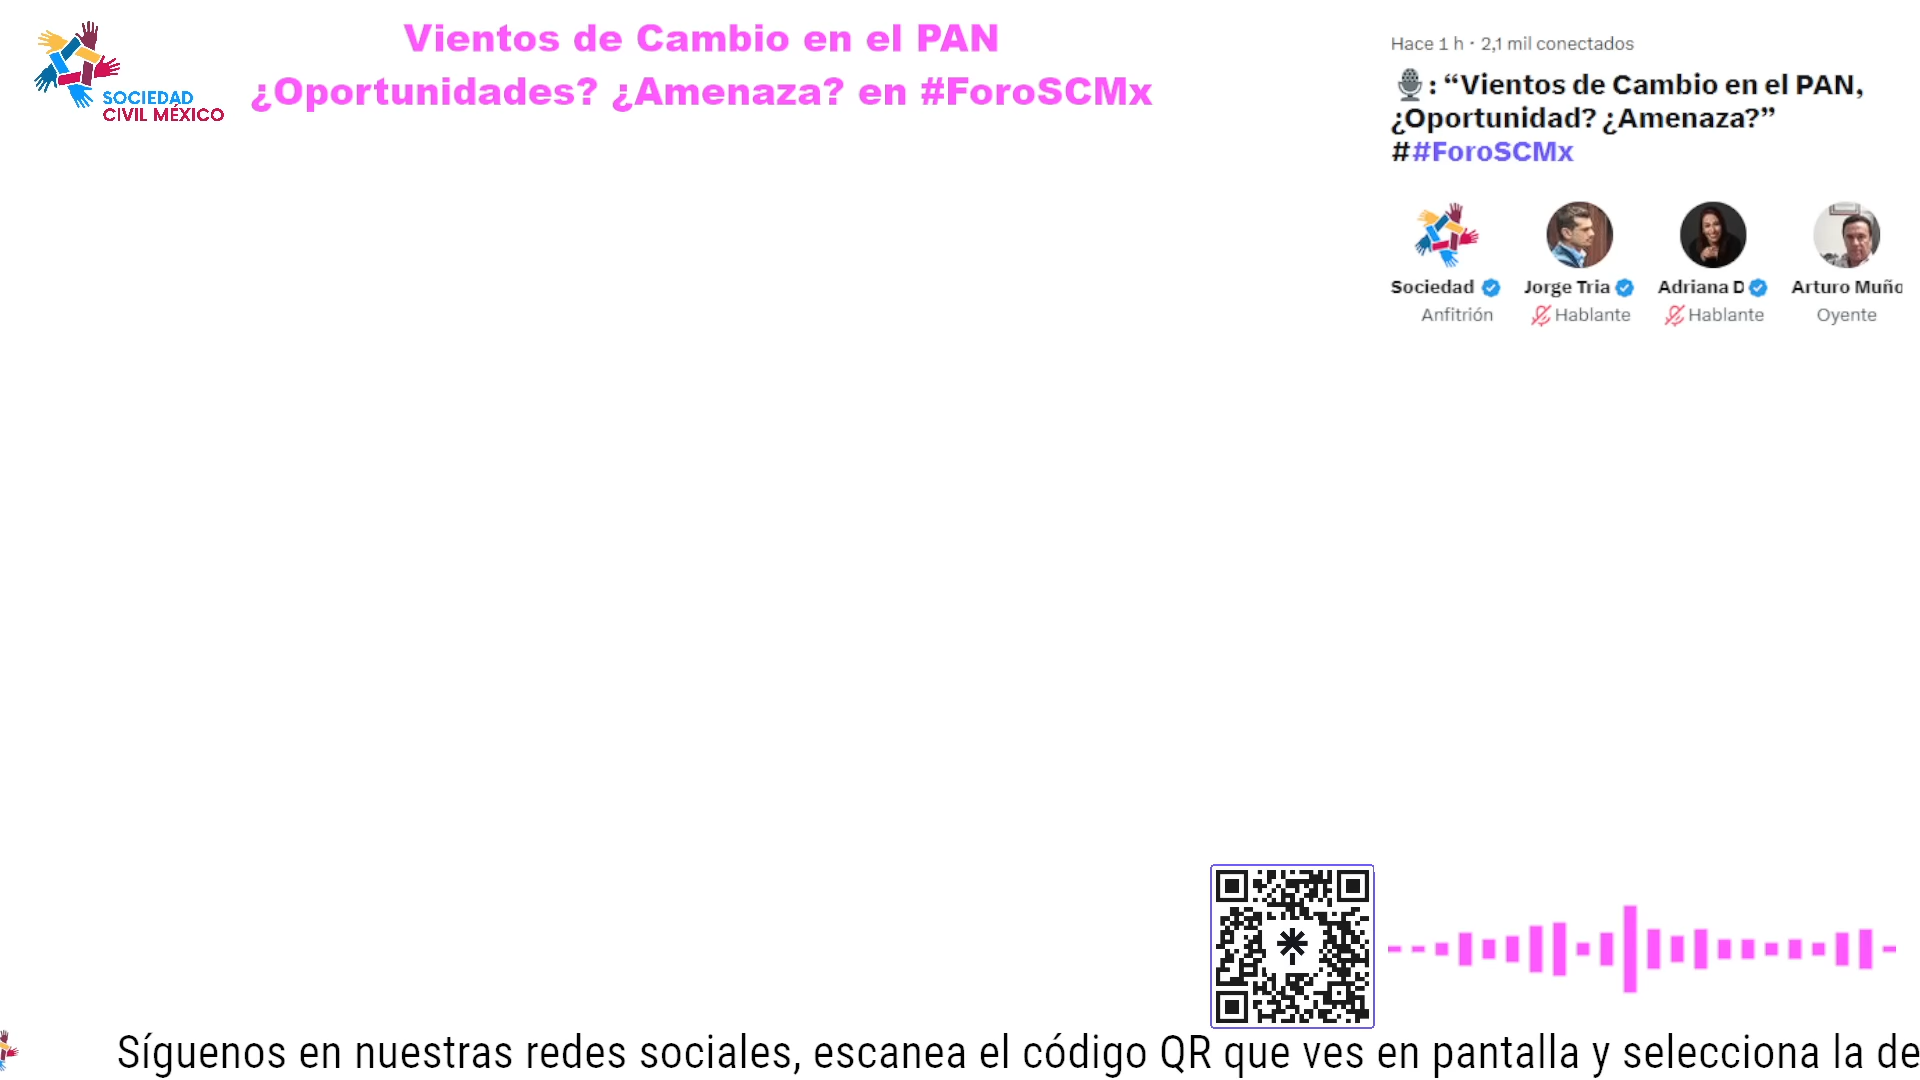 SOCIEDAD
CIVIL MÉXICO
Vientos de Cambio en el PAN
¿Oportunidades? ¿Amenaza? en #ForoSCMx
Hace 1 h · 2,1 mil conectados
: “Vientos de Cambio en el PAN,
¿Oportunidad? ¿Amenaza?”
##ForoSCMx
Sociedad Jorge Tria Adriana D Arturo Muño
Anfitrión Hablante Hablante Oyente
Síguenos en nuestras redes sociales, escanea el código QR que ves en pantalla y selecciona la de